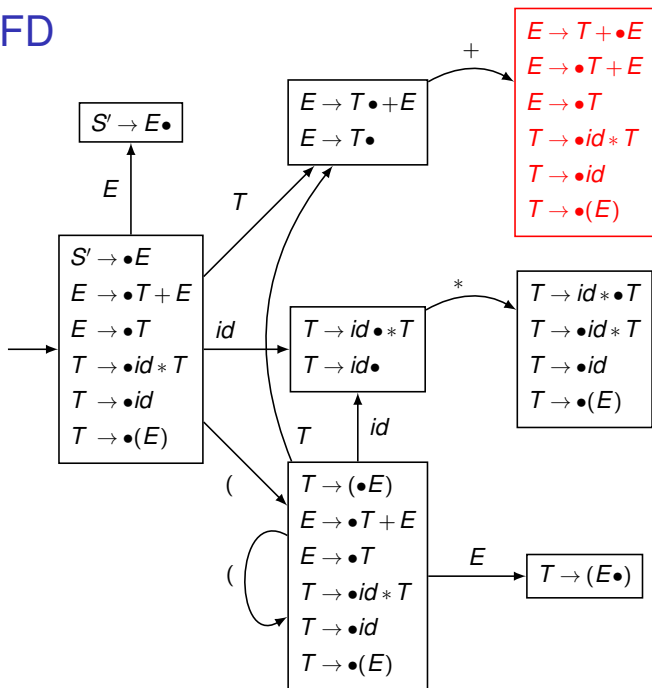 FD
S′ → E•
E
S′ → •E
E → •T + E
E → •T
T → •id ∗ T
T → •id
T → •(E)
T
id
(
E → T • +E
E → T•
+
E → T + •E
E → •T + E
E → •T
T → •id ∗ T
T → •id
T → •(E)
T → id • ∗T
T → id•
∗
T → id ∗ •T
T → •id ∗ T
T → •id
T → •(E)
T
id
(
T → (•E)
E → •T + E
E → •T
T → •id ∗ T
T → •id
T → •(E)
E
T → (E•)